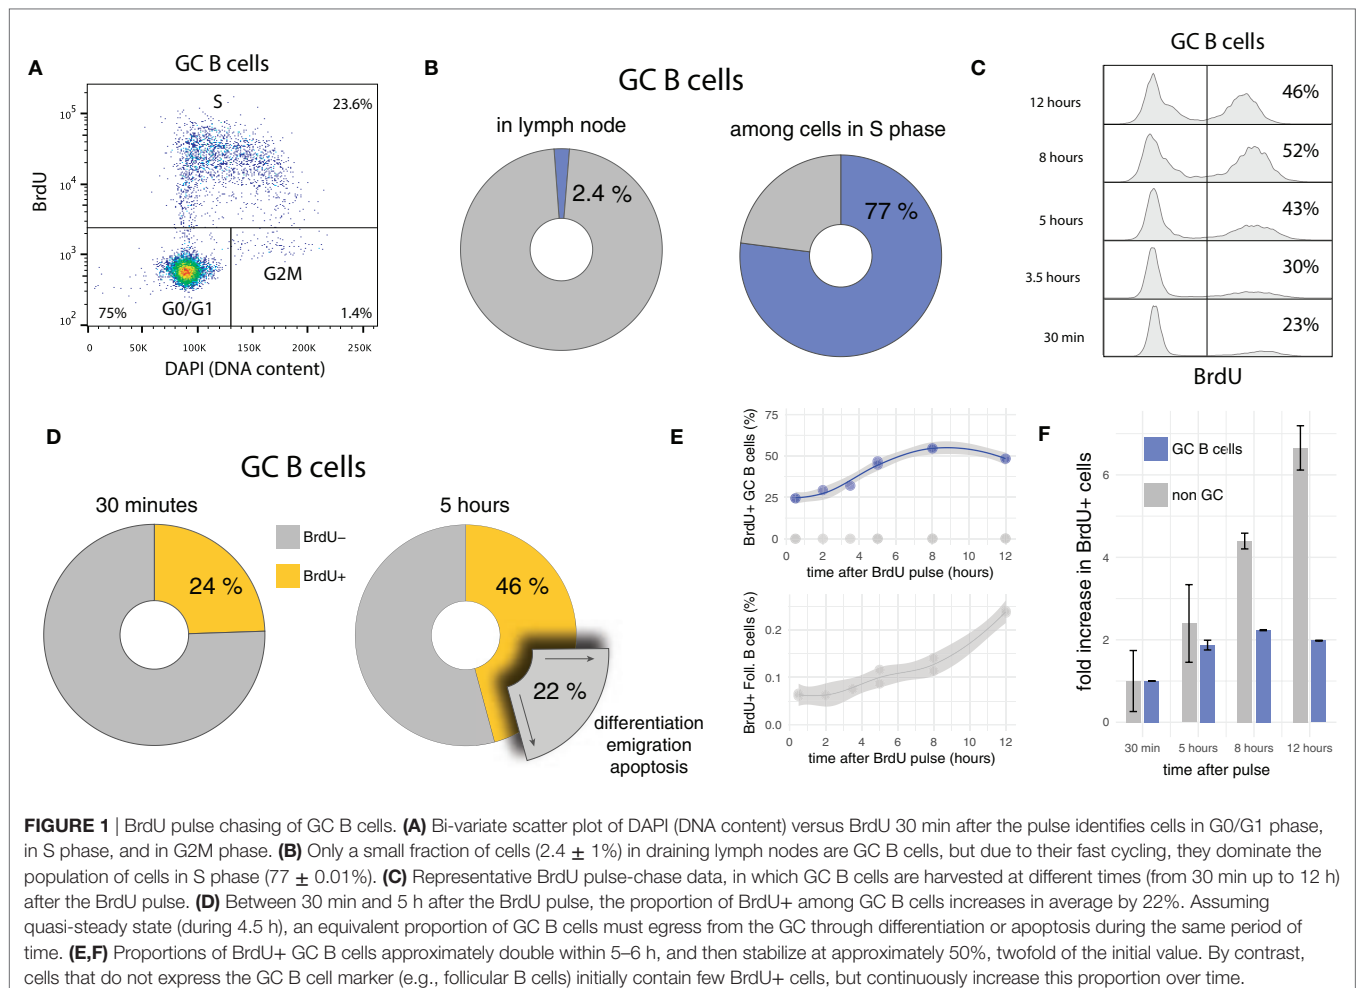 A
GC B cells
S
23.6%
BrdU
10^5
10^4
10^3
10^2
G2M
G0/G1
75%
1.4%
0 50K 100K 150K 200K 250K
DAPI (DNA content)
B
GC B cells
in lymph node
2.4 %
among cells in S phase
77 %
C
GC B cells
12 hours 46%
8 hours 52%
5 hours 43%
3.5 hours 30%
30 min 23%
BrdU
D
GC B cells
30 minutes
24 %
BrdU–
BrdU+
5 hours
46 %
22 %
differentiation
emigration
apoptosis
E
BrdU+ GC B cells (%)
75
50
25
0
0 2 4 6 8 10 12
time after BrdU pulse (hours)
BrdU+ Foll. B cells (%)
0.2
0.1
0.0
0 2 4 6 8 10 12
time after BrdU pulse (hours)
F
fold increase in BrdU+ cells
GC B cells
non GC
6
4
2
0
30 min 5 hours 8 hours 12 hours
time after pulse
FIGURE 1 | BrdU pulse chasing of GC B cells. (A) Bi-variate scatter plot of DAPI (DNA content) versus BrdU 30 min after the pulse identifies cells in G0/G1 phase,
in S phase, and in G2M phase. (B) Only a small fraction of cells (2.4 ± 1%) in draining lymph nodes are GC B cells, but due to their fast cycling, they dominate the
population of cells in S phase (77 ± 0.01%). (C) Representative BrdU pulse-chase data, in which GC B cells are harvested at different times (from 30 min up to 12 h)
after the BrdU pulse. (D) Between 30 min and 5 h after the BrdU pulse, the proportion of BrdU+ among GC B cells increases in average by 22%. Assuming
quasi-steady state (during 4.5 h), an equivalent proportion of GC B cells must egress from the GC through differentiation or apoptosis during the same period of
time. (E,F) Proportions of BrdU+ GC B cells approximately double within 5–6 h, and then stabilize at approximately 50%, twofold of the initial value. By contrast,
cells that do not express the GC B cell marker (e.g., follicular B cells) initially contain few BrdU+ cells, but continuously increase this proportion over time.